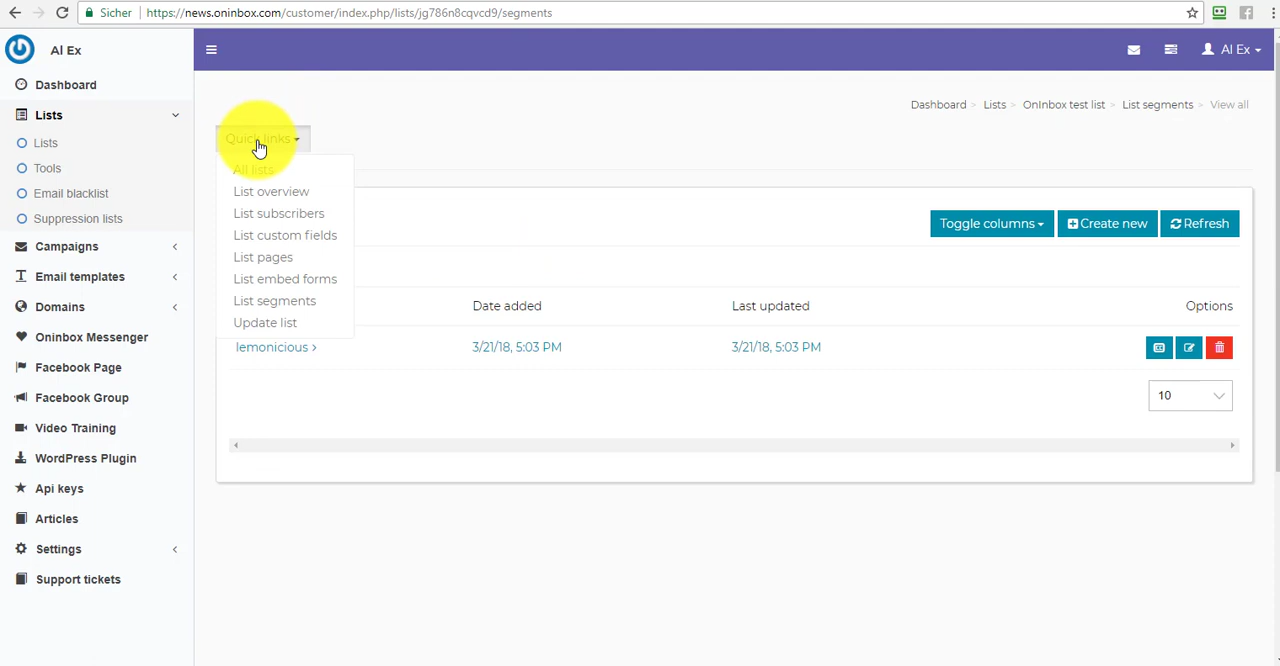 Sicher https://news.oninbox.com/customer/index.php/lists/jg786n8cqvcd9/segments
Al Ex
Al Ex
Dashboard
Lists
Lists
Tools
Email blacklist
Suppression lists
Campaigns
Email templates
Domains
Oninbox Messenger
Facebook Page
Facebook Group
Video Training
WordPress Plugin
Api keys
Articles
Settings
Support tickets
Dashboard > Lists > OnInbox test list > List segments > View all
Quick links
All lists
List overview
List subscribers
List custom fields
List pages
List embed forms
List segments
Update list
Toggle columns
Create new
Refresh
Date added
Last updated
Options
lemonicious >
3/21/18, 5:03 PM
3/21/18, 5:03 PM
10